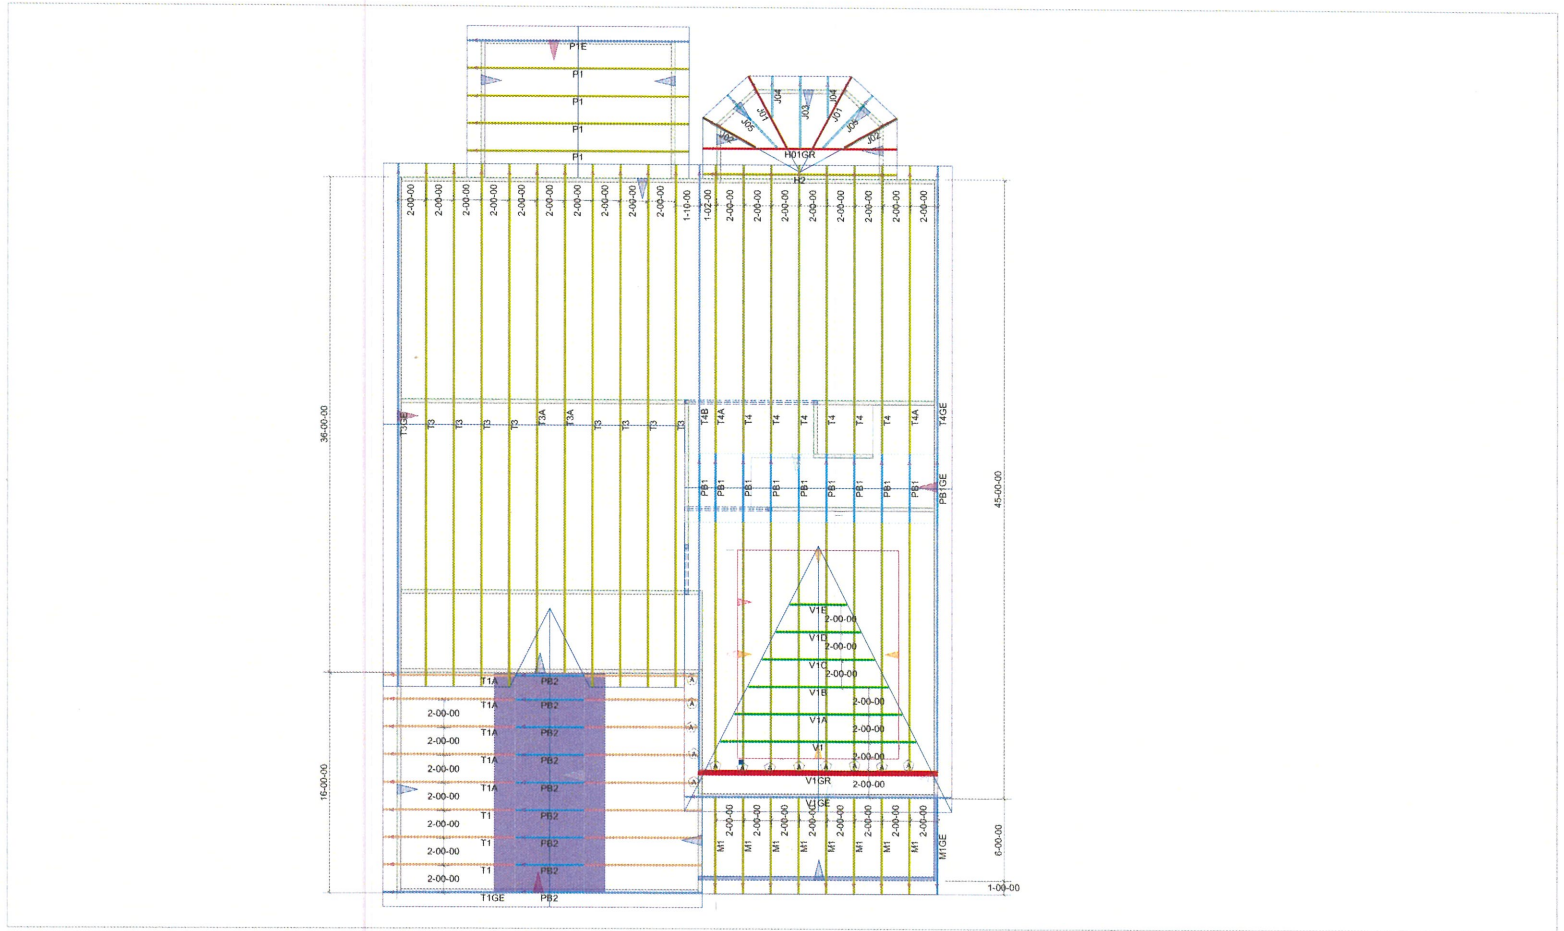 P1E
P1
P1
P1
P1
J04
J03
J04
J01
J01
J05
J05
J02
J02
H01GR
H2
2-00-00
2-00-00
2-00-00
2-00-00
2-00-00
2-00-00
2-00-00
2-00-00
2-00-00
2-00-00
1-10-00
1-02-00
2-00-00
2-00-00
2-00-00
2-00-00
2-00-00
2-00-00
2-00-00
2-00-00
36-00-00
T3GE
T3
T3
T3
T3
T3A
T3A
T3
T3
T3
T3
T4B
T4A
T4
T4
T4
T4
T4
T4
T4A
T4GE
PB1
PB1
PB1
PB1
PB1
PB1
PB1
PB1
PB1
PB1GE
45-00-00
V1E
2-00-00
V1D
2-00-00
V1C
2-00-00
V1B
2-00-00
V1A
2-00-00
V1
2-00-00
A
A
A
A
A
A
A
A
V1GR
2-00-00
V1GE
T1A
PB2
A
T1A
PB2
A
2-00-00
T1A
PB2
A
2-00-00
T1A
PB2
A
2-00-00
T1A
PB2
A
2-00-00
T1
PB2
2-00-00
T1
PB2
2-00-00
T1
PB2
2-00-00
T1GE
PB2
16-00-00
2-00-00
2-00-00
2-00-00
2-00-00
2-00-00
2-00-00
2-00-00
2-00-00
M1
M1
M1
M1
M1
M1
M1
M1
M1GE
6-00-00
1-00-00